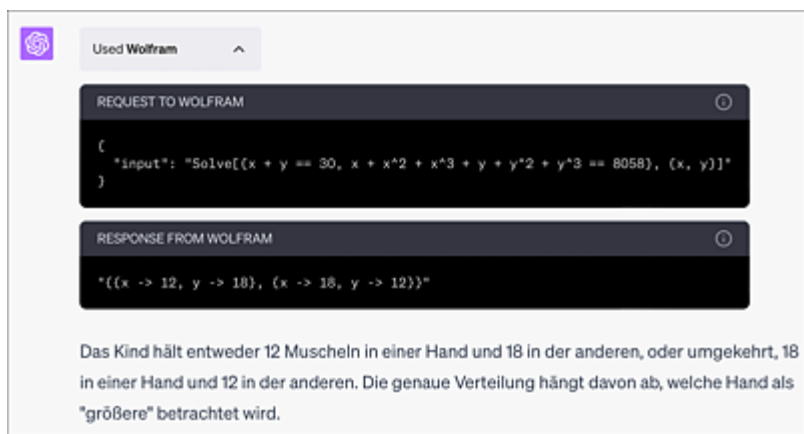 Used Wolfram
REQUEST TO WOLFRAM
{
"input": "Solve[{x + y == 30, x + x^2 + x^3 + y + y^2 + y^3 == 8058}, {x, y}]"
}
RESPONSE FROM WOLFRAM
"{{x -> 12, y -> 18}, {x -> 18, y -> 12}}"
Das Kind hält entweder 12 Muscheln in einer Hand und 18 in der anderen, oder umgekehrt, 18
in einer Hand und 12 in der anderen. Die genaue Verteilung hängt davon ab, welche Hand als
"größere" betrachtet wird.